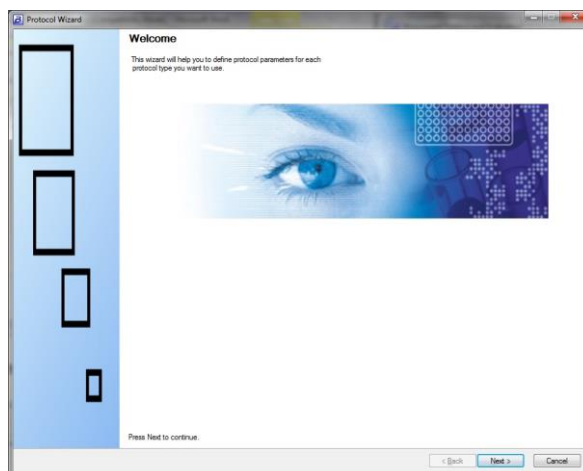 Protocol Wizard
Welcome
This wizard will help you to define protocol parameters for each
protocol type you want to use.
Press Next to continue.
< Back
Next >
Cancel